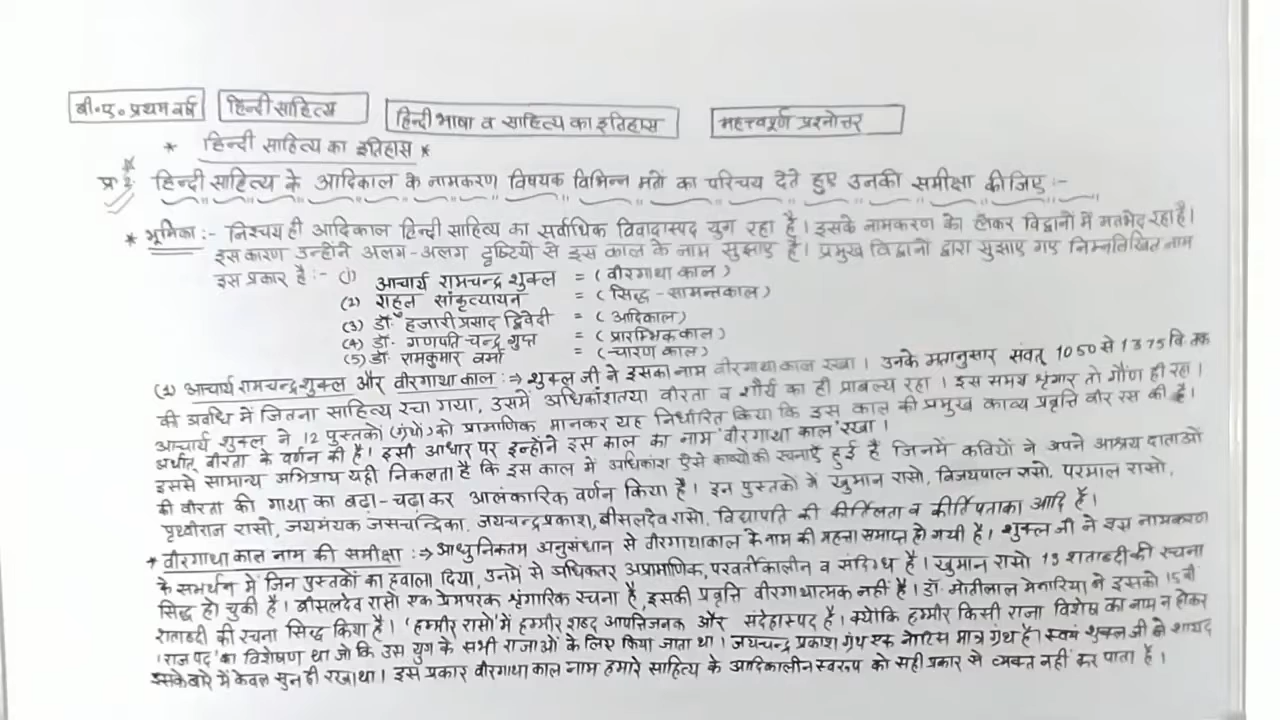 बी॰ए॰प्रथम वर्ष हिन्दी साहित्य हिन्दी भाषा व साहित्य का इतिहास महत्त्वपूर्ण प्रश्नोत्तर
* हिन्दी साहित्य का इतिहास *
प्र॰ 2: हिन्दी साहित्य के आदिकाल के नामकरण विषयक विभिन्न मतों का परिचय देते हुए उनकी समीक्षा कीजिए :-
* भूमिका :- निश्चय ही आदिकाल हिन्दी साहित्य का सर्वाधिक विवादास्पद युग रहा है। इसके नामकरण को लेकर विद्वानों में मतभेद रहा है।
इस कारण उन्होंने अलग-अलग दृष्टियों से इस काल के नाम सुझाए है। प्रमुख विद्वानों द्वारा सुझाए गए निम्नलिखित नाम
इस प्रकार है :- (1) आचार्य रामचन्द्र शुक्ल = (वीरगाथा काल)
(2) राहुल सांकृत्यायन = (सिद्ध-सामन्तकाल)
(3) डॉ॰ हजारी प्रसाद द्विवेदी = (आदिकाल)
(4) डॉ॰ गणपति चन्द्र गुप्त = (प्रारम्भिक काल)
(5) डॉ॰ रामकुमार वर्मा = (चारण काल)
(1) आचार्य रामचन्द्र शुक्ल और वीरगाथा काल :⇒ शुक्ल जी ने इसका नाम वीरगाथा काल रखा। उनके मतानुसार संवत् 1050 से 1375 वि॰ तक
की अवधि में जितना साहित्य रचा गया, उसमें अधिकांशतया वीरता व शौर्य का ही प्राबल्य रहा। इस समय श्रृंगार तो गौण ही रहा।
आचार्य शुक्ल ने 12 पुस्तकों (ग्रंथों) को प्रामाणिक मानकर यह निर्धारित किया कि इस काल की प्रमुख काव्य प्रवृत्ति वीर रस की है।
अर्थात् वीरता के वर्णन की है। इसी आधार पर इन्होंने इस काल का नाम 'वीरगाथा काल' रखा।
इससे सामान्य अभिप्राय यही निकलता है कि इस काल में अधिकांश ऐसे काव्यो की रचनाएँ हुई हैं जिनमें कवियों ने अपने आश्रय दाताओं
की वीरता की गाथा का बढ़ा-चढ़ा कर आलंकारिक वर्णन किया है। इन पुस्तको में खुमान रासो, विजयपाल रासो, परमाल रासो,
पृथ्वीराज रासो, जयमंयक जसचन्द्रिका, जयचन्द्र प्रकाश, बीसलदेव रासो, विद्यापति की कीर्तिलता व कीर्तिपताका आदि हैं।
* वीरगाथा काल नाम की समीक्षा :⇒ आधुनिकतम अनुसंधान से वीरगाथाकाल के नाम की महत्ता समाप्त हो गयी है। शुक्ल जी ने इस नामकरण
के समर्थन में जिन पुस्तकों का हवाला दिया, उनमें से अधिकतर अप्रामाणिक, परवर्तीकालीन व संदिग्ध है। खुमान रासो 19 शताब्दी की रचना
सिद्ध हो चुकी है। बीसलदेव रासो एक प्रेमपरक श्रृंगारिक रचना है, इसकी प्रवृत्ति वीरगाथात्मक नहीं है। डॉ॰ मोतीलाल मेनारिया ने इसको 15 वीं
शताब्दी की रचना सिद्ध किया है। 'हम्मीर रासो' में हम्मीर शब्द आपत्तिजनक और संदेहास्पद है। क्योंकि हम्मीर किसी राजा विशेष का नाम न होकर
'राज पद' का विशेषण था जो कि उस युग के सभी राजाओं के लिए किया जाता था। जयचन्द्र प्रकाश ग्रंथ एक नोटिस मात्र ग्रंथ है। स्वयं शुक्ल जी ने शायद
इसके बारे में केवल सुन ही रखा था। इस प्रकार वीरगाथा काल नाम हमारे साहित्य के आदिकालीन स्वरूप को सही प्रकार से व्यक्त नहीं कर पाता है।